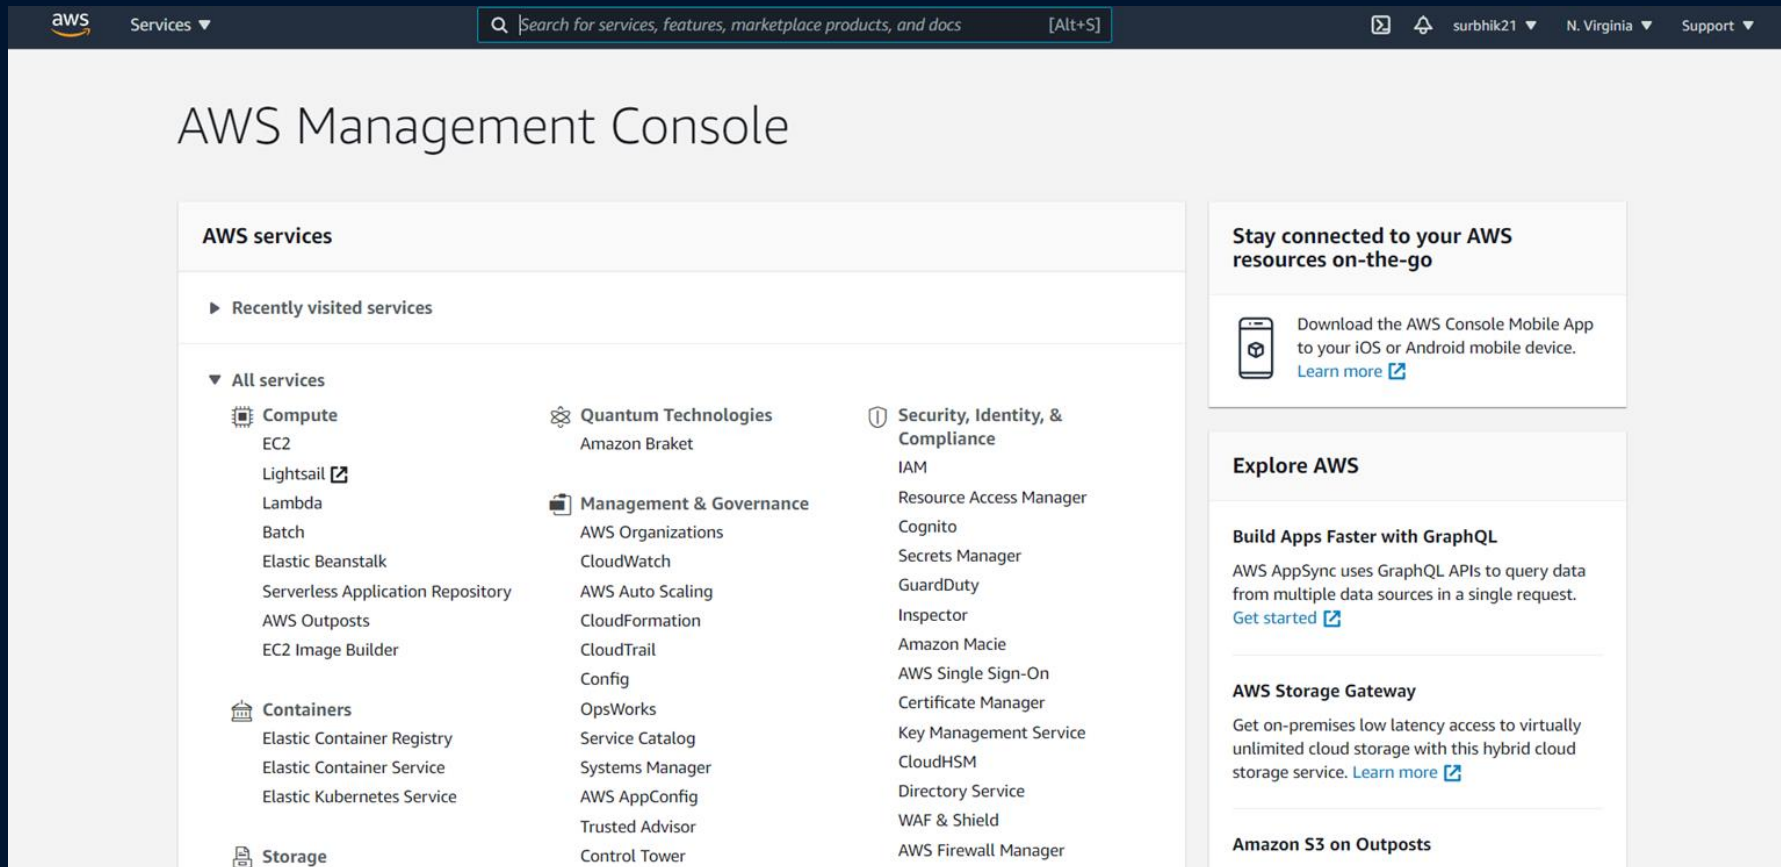 aws
Services ▼
Search for services, features, marketplace products, and docs [Alt+S]
surbhik21 ▼
N. Virginia ▼
Support ▼
AWS Management Console
AWS services
Recently visited services
All services
Compute
EC2
Lightsail
Lambda
Batch
Elastic Beanstalk
Serverless Application Repository
AWS Outposts
EC2 Image Builder
Containers
Elastic Container Registry
Elastic Container Service
Elastic Kubernetes Service
Storage
Quantum Technologies
Amazon Braket
Management & Governance
AWS Organizations
CloudWatch
AWS Auto Scaling
CloudFormation
CloudTrail
Config
OpsWorks
Service Catalog
Systems Manager
AWS AppConfig
Trusted Advisor
Control Tower
Security, Identity, &
Compliance
IAM
Resource Access Manager
Cognito
Secrets Manager
GuardDuty
Inspector
Amazon Macie
AWS Single Sign-On
Certificate Manager
Key Management Service
CloudHSM
Directory Service
WAF & Shield
AWS Firewall Manager
Stay connected to your AWS
resources on-the-go
Download the AWS Console Mobile App
to your iOS or Android mobile device.
Learn more
Explore AWS
Build Apps Faster with GraphQL
AWS AppSync uses GraphQL APIs to query data
from multiple data sources in a single request.
Get started
AWS Storage Gateway
Get on-premises low latency access to virtually
unlimited cloud storage with this hybrid cloud
storage service. Learn more
Amazon S3 on Outposts